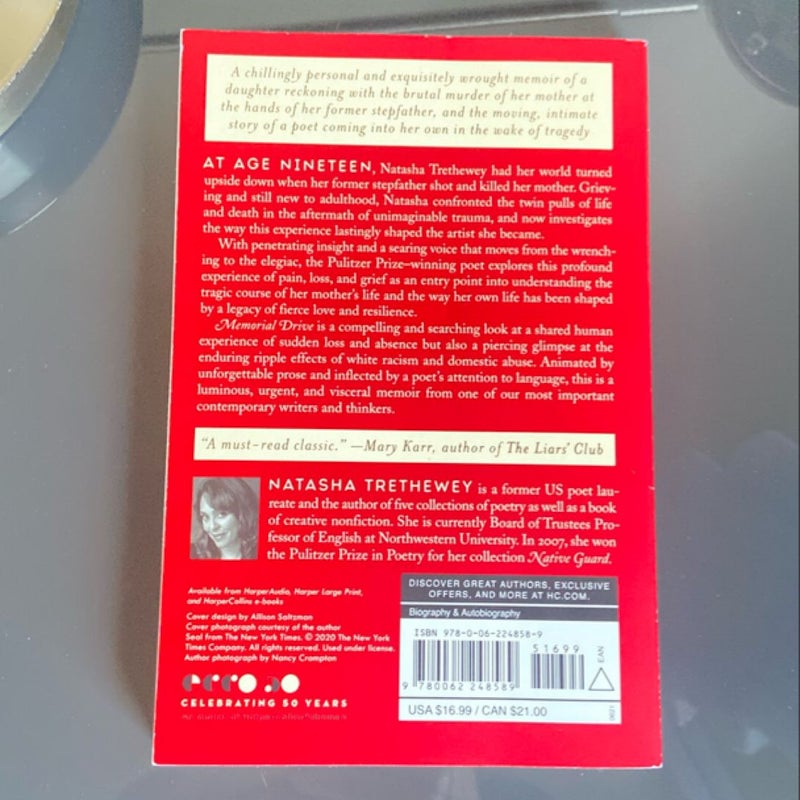 A chillingly personal and exquisitely wrought memoir of a
daughter reckoning with the brutal murder of her mother at
the hands of her former stepfather, and the moving, intimate
story of a poet coming into her own in the wake of tragedy
AT AGE NINETEEN, Natasha Trethewey had her world turned
upside down when her former stepfather shot and killed her mother. Griev-
ing and still new to adulthood, Natasha confronted the twin pulls of life
and death in the aftermath of unimaginable trauma, and now investigates
the way this experience lastingly shaped the artist she became.
With penetrating insight and a searing voice that moves from the wrench-
ing to the elegiac, the Pulitzer Prize–winning poet explores this profound
experience of pain, loss, and grief as an entry point into understanding the
tragic course of her mother's life and the way her own life has been shaped
by a legacy of fierce love and resilience.
Memorial Drive is a compelling and searching look at a shared human
experience of sudden loss and absence but also a piercing glimpse at the
enduring ripple effects of white racism and domestic abuse. Animated by
unforgettable prose and inflected by a poet's attention to language, this is a
luminous, urgent, and visceral memoir from one of our most important
contemporary writers and thinkers.
"A must-read classic." —Mary Karr, author of The Liars' Club
NATASHA TRETHEWEY is a former US poet lau-
reate and the author of five collections of poetry as well as a book
of creative nonfiction. She is currently Board of Trustees Pro-
fessor of English at Northwestern University. In 2007, she won
the Pulitzer Prize in Poetry for her collection Native Guard.
Available from HarperAudio, Harper Large Print,
and HarperCollins e-books
Cover design by Allison Saltzman
Cover photograph courtesy of the author
Seal from The New York Times. © 2020 The New York
Times Company. All rights reserved. Used under license.
Author photograph by Nancy Crampton
ecco 50
CELEBRATING 50 YEARS
DISCOVER GREAT AUTHORS, EXCLUSIVE
OFFERS, AND MORE AT HC.COM.
Biography & Autobiography
ISBN 978-0-06-224858-9
51699
EAN
9 780062 248589
USA $16.99 / CAN $21.00
0621